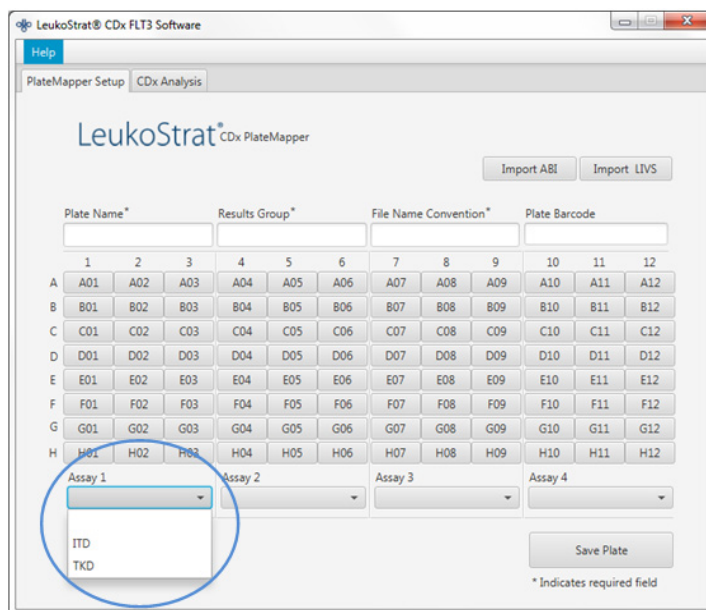 LeukoStrat® CDx FLT3 Software
Help
PlateMapper Setup CDx Analysis
LeukoStrat® CDx PlateMapper
Import ABI Import LIVS
Plate Name* Results Group* File Name Convention* Plate Barcode
1 2 3 4 5 6 7 8 9 10 11 12
A A01 A02 A03 A04 A05 A06 A07 A08 A09 A10 A11 A12
B B01 B02 B03 B04 B05 B06 B07 B08 B09 B10 B11 B12
C C01 C02 C03 C04 C05 C06 C07 C08 C09 C10 C11 C12
D D01 D02 D03 D04 D05 D06 D07 D08 D09 D10 D11 D12
E E01 E02 E03 E04 E05 E06 E07 E08 E09 E10 E11 E12
F F01 F02 F03 F04 F05 F06 F07 F08 F09 F10 F11 F12
G G01 G02 G03 G04 G05 G06 G07 G08 G09 G10 G11 G12
H H01 H02 H03 H04 H05 H06 H07 H08 H09 H10 H11 H12
Assay 1 Assay 2 Assay 3 Assay 4
ITD
TKD
Save Plate
* Indicates required field